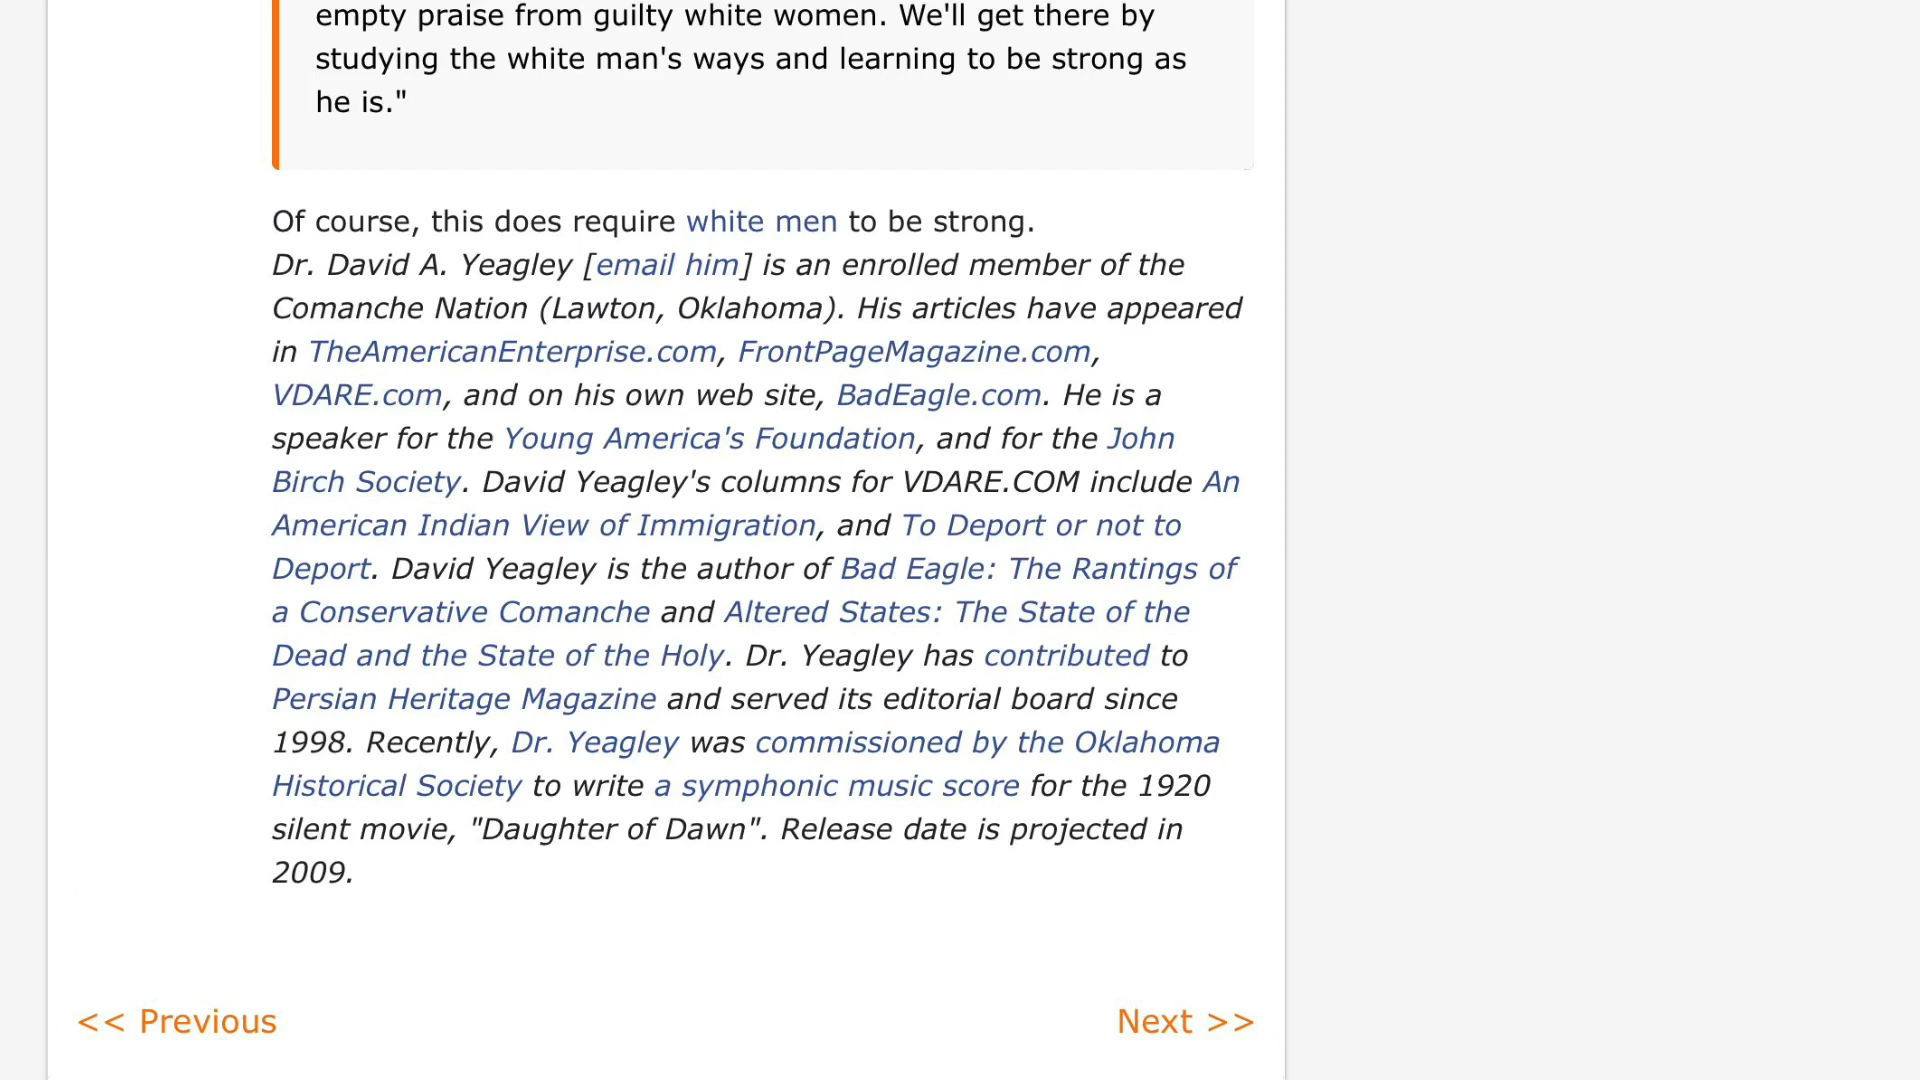 empty praise from guilty white women. We'll get there by
studying the white man's ways and learning to be strong as
he is."
Of course, this does require white men to be strong.
Dr. David A. Yeagley [email him] is an enrolled member of the
Comanche Nation (Lawton, Oklahoma). His articles have appeared
in TheAmericanEnterprise.com, FrontPageMagazine.com,
VDARE.com, and on his own web site, BadEagle.com. He is a
speaker for the Young America's Foundation, and for the John
Birch Society. David Yeagley's columns for VDARE.COM include An
American Indian View of Immigration, and To Deport or not to
Deport. David Yeagley is the author of Bad Eagle: The Rantings of
a Conservative Comanche and Altered States: The State of the
Dead and the State of the Holy. Dr. Yeagley has contributed to
Persian Heritage Magazine and served its editorial board since
1998. Recently, Dr. Yeagley was commissioned by the Oklahoma
Historical Society to write a symphonic music score for the 1920
silent movie, "Daughter of Dawn". Release date is projected in
2009.
<< Previous
Next >>